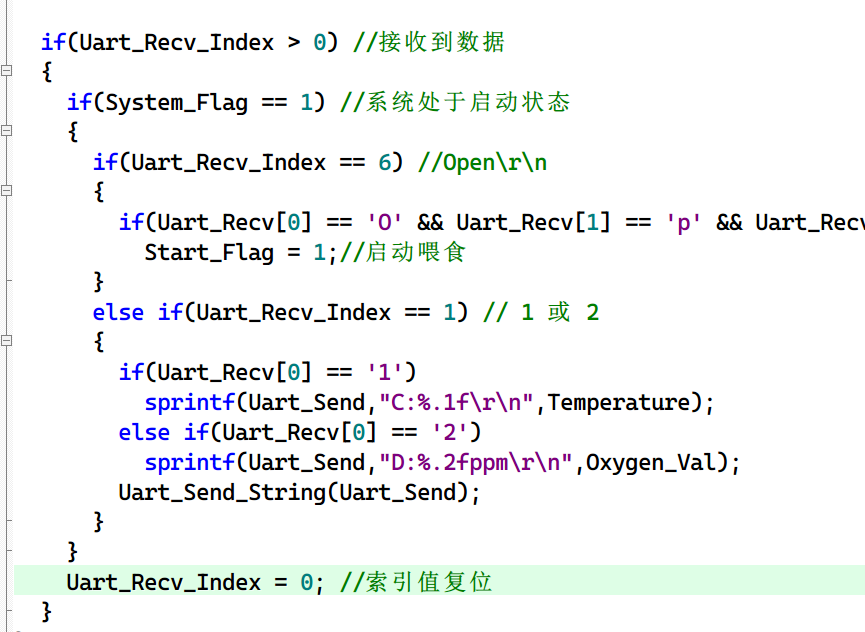 if(Uart_Recv_Index > 0) //接收到数据
{
if(System_Flag == 1) //系统处于启动状态
{
if(Uart_Recv_Index == 6) //Open\r\n
{
if(Uart_Recv[0] == 'O' && Uart_Recv[1] == 'p' && Uart_Recv
Start_Flag = 1;//启动喂食
}
else if(Uart_Recv_Index == 1) // 1 或 2
{
if(Uart_Recv[0] == '1')
sprintf(Uart_Send,"C:%.1f\r\n",Temperature);
else if(Uart_Recv[0] == '2')
sprintf(Uart_Send,"D:%.2fppm\r\n",Oxygen_Val);
Uart_Send_String(Uart_Send);
}
}
Uart_Recv_Index = 0; //索引值复位
}